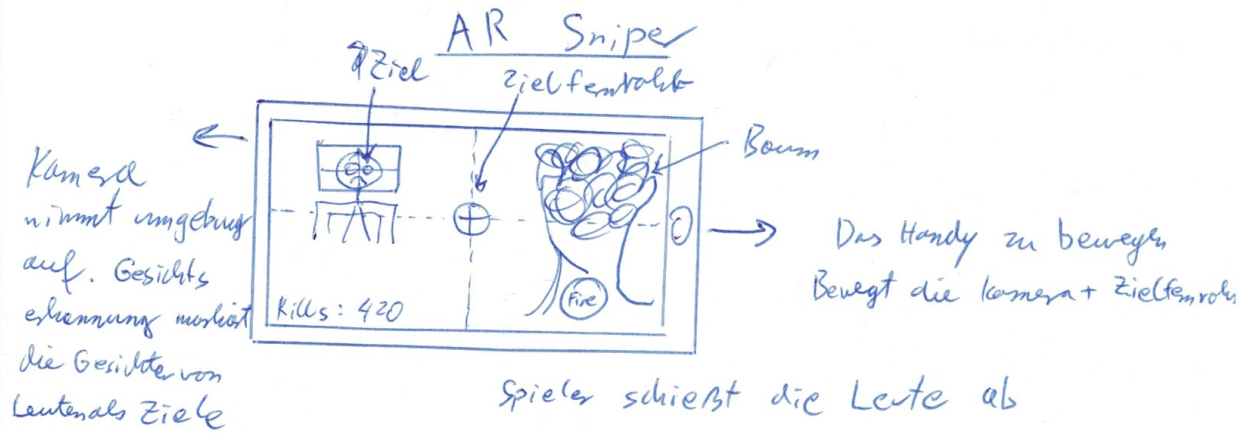 AR Sniper
Ziel
Zielfernrohr
Baum
Kamera
nimmt umgebung
auf. Gesichts
erkennung markiert
die Gesichter von
Leuten als Ziele
Kills: 420
Fire
Das Handy zu bewegen
Bewegt die Kamera + Zielfernrohr
Spieler schießt die Leute ab